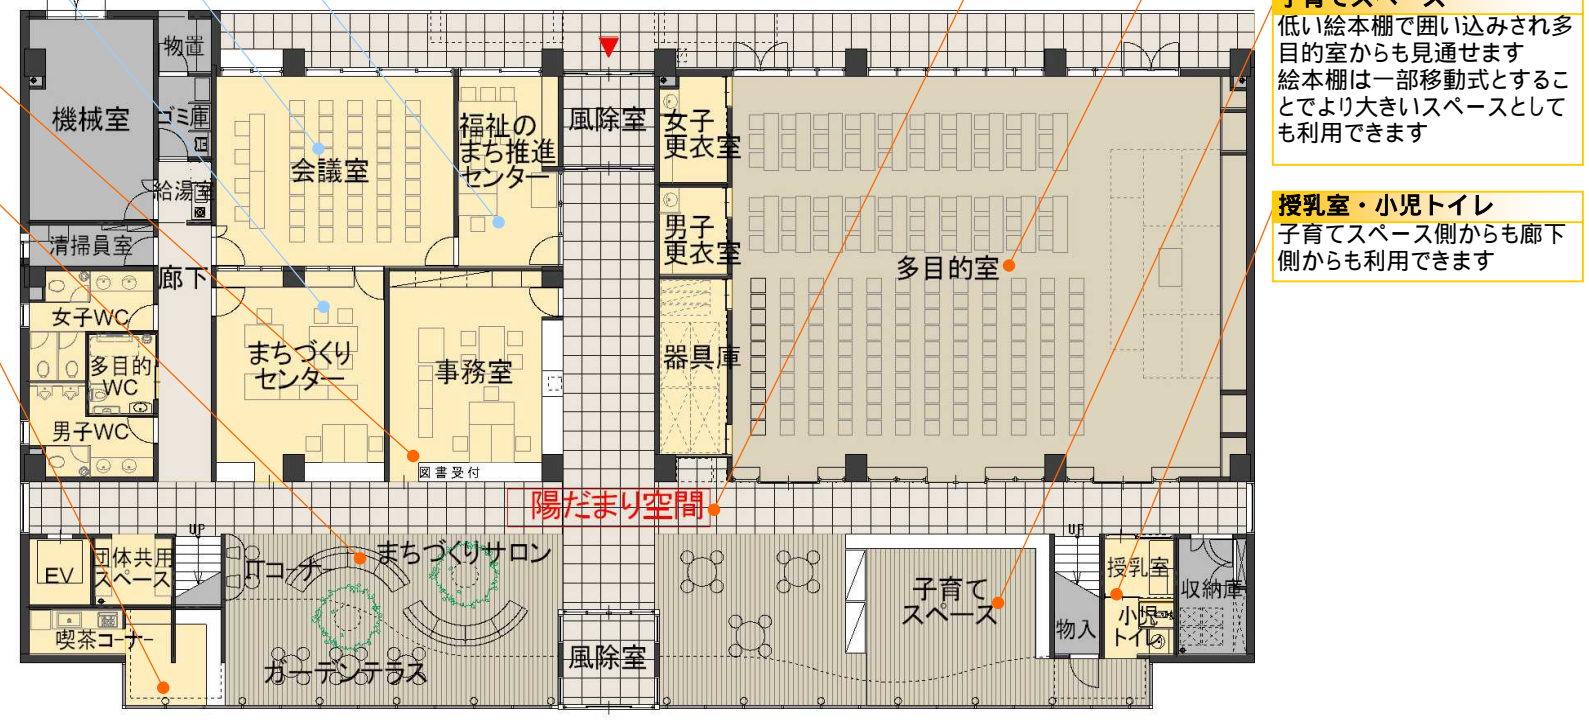 子育てスペース
低い絵本棚で囲い込みされ多
目的室からも見通せます
絵本棚は一部移動式とするこ
とでより大きいスペースとして
も利用できます
授乳室・小児トイレ
子育てスペース側からも廊下
側からも利用できます
物置
機械室
ゴミ庫
給湯室
清掃員室
廊下
会議室
福祉の
まち推進
センター
風除室
女子
更衣室
男子
更衣室
多目的室
器具庫
女子WC
多目的
WC
男子WC
まちづくり
センター
事務室
図書受付
陽だまり空間
UP
UP
EV
団体共用
スペース
ITコーナー
まちづくりサロン
喫茶コーナー
ガーデンテラス
風除室
子育て
スペース
物入
授乳室
小児
トイレ
収納庫